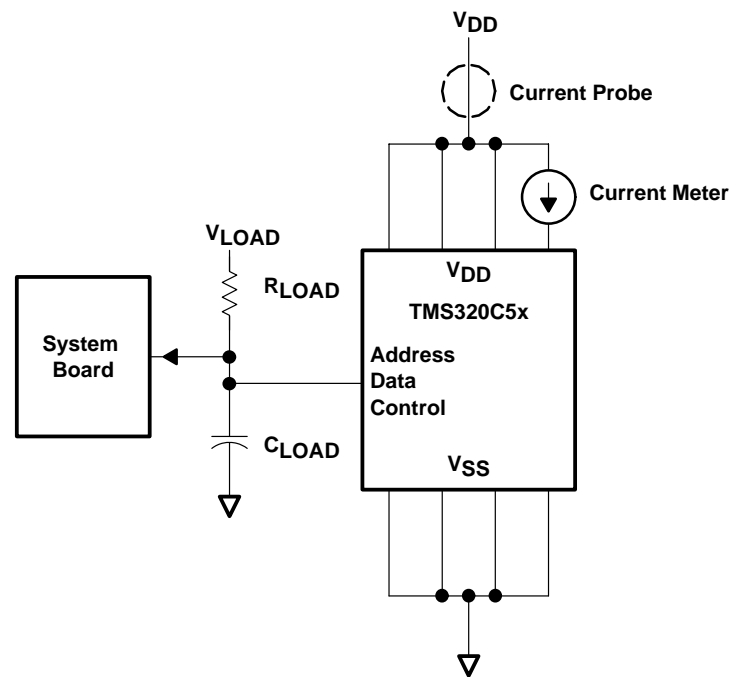 VDD
Current Probe
Current Meter
VLOAD
RLOAD
VDD
TMS320C5x
System
Board
Address
Data
Control
CLOAD
VSS